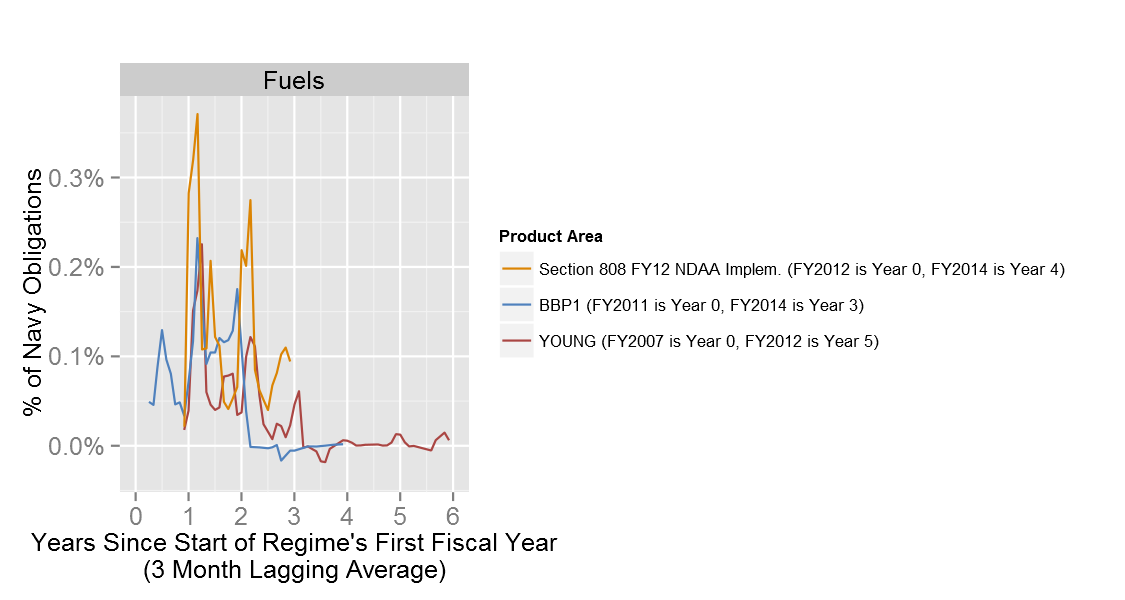 Fuels
% of Navy Obligations
0.3%
0.2%
0.1%
0.0%
0 1 2 3 4 5 6
Years Since Start of Regime's First Fiscal Year
(3 Month Lagging Average)
Product Area
Section 808 FY12 NDAA Implem. (FY2012 is Year 0, FY2014 is Year 4)
BBP1 (FY2011 is Year 0, FY2014 is Year 3)
YOUNG (FY2007 is Year 0, FY2012 is Year 5)